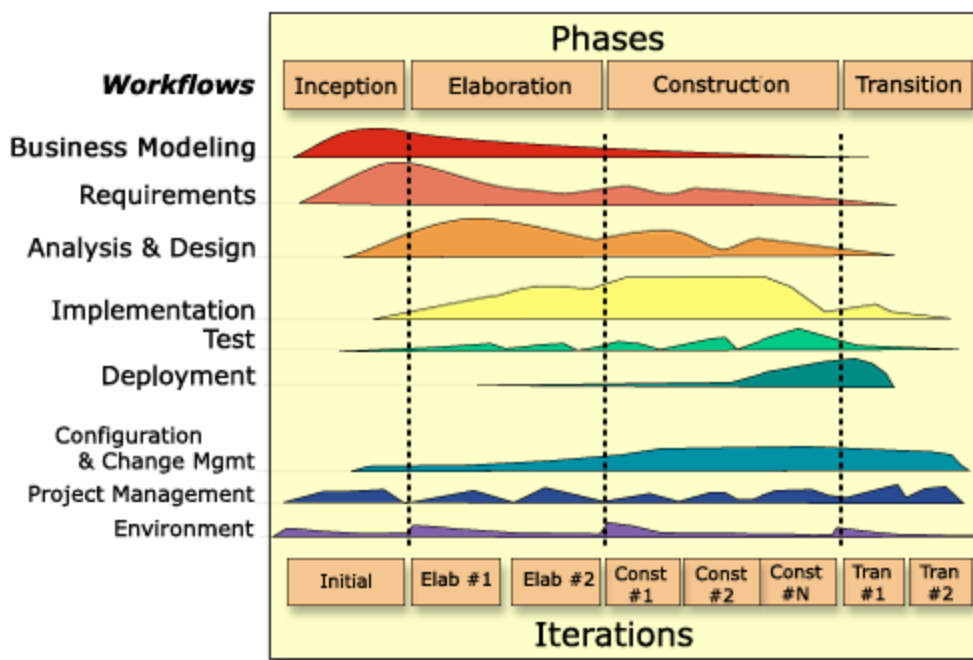 Phases
Workflows
Inception
Elaboration
Construction
Transition
Business Modeling
Requirements
Analysis & Design
Implementation
Test
Deployment
Configuration
& Change Mgmt
Project Management
Environment
Initial
Elab #1
Elab #2
Const
#1
Const
#2
Const
#N
Tran
#1
Tran
#2
Iterations